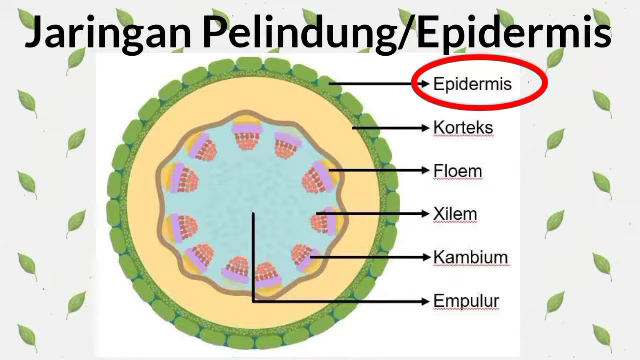 Jaringan Pelindung/Epidermis
Epidermis
Korteks
Floem
Xilem
Kambium
Empulur